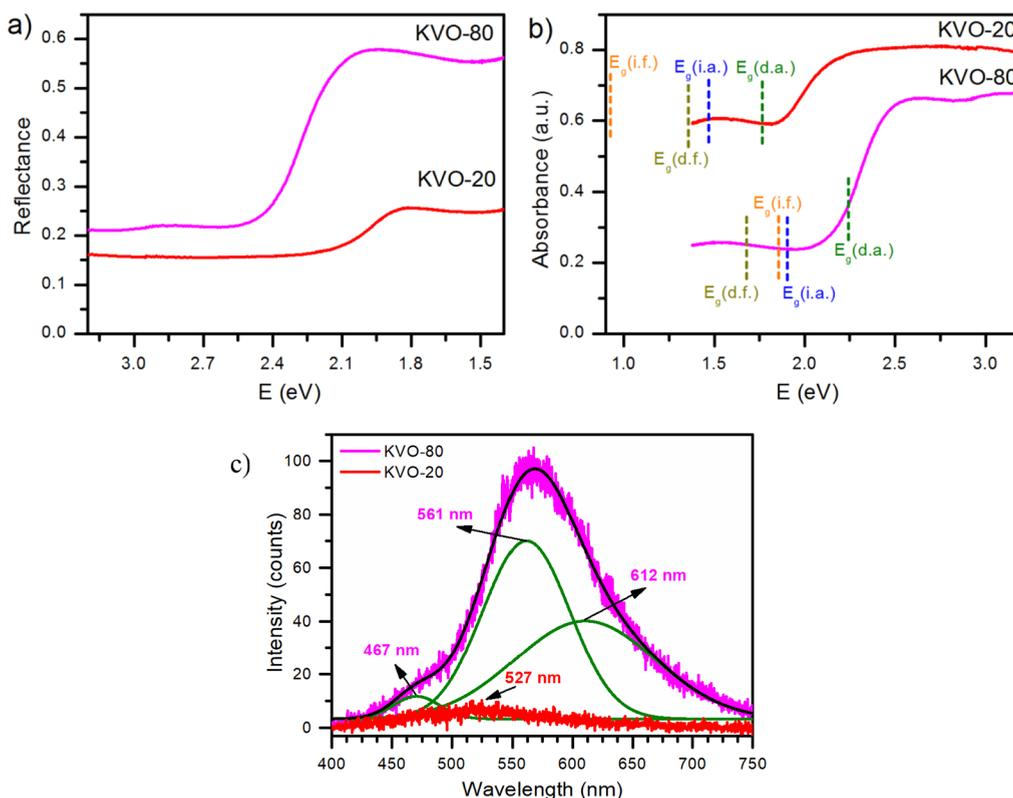 a)
KVO-80
KVO-20
Reflectance
0.6
0.5
0.4
0.3
0.2
0.1
0.0
3.0 2.7 2.4 2.1 1.8 1.5
E (eV)
b)
KVO-20
KVO-80
Eg(i.f.)
Eg(i.a.)
Eg(d.a.)
Eg(d.f.)
Eg(i.f.)
Eg(d.a.)
Eg(d.f.)
Eg(i.a.)
Absorbance (a.u.)
0.8
0.6
0.4
0.2
0.0
1.0 1.5 2.0 2.5 3.0
E (eV)
c)
KVO-80
KVO-20
561 nm
612 nm
467 nm
527 nm
Intensity (counts)
100
80
60
40
20
0
400 450 500 550 600 650 700 750
Wavelength (nm)